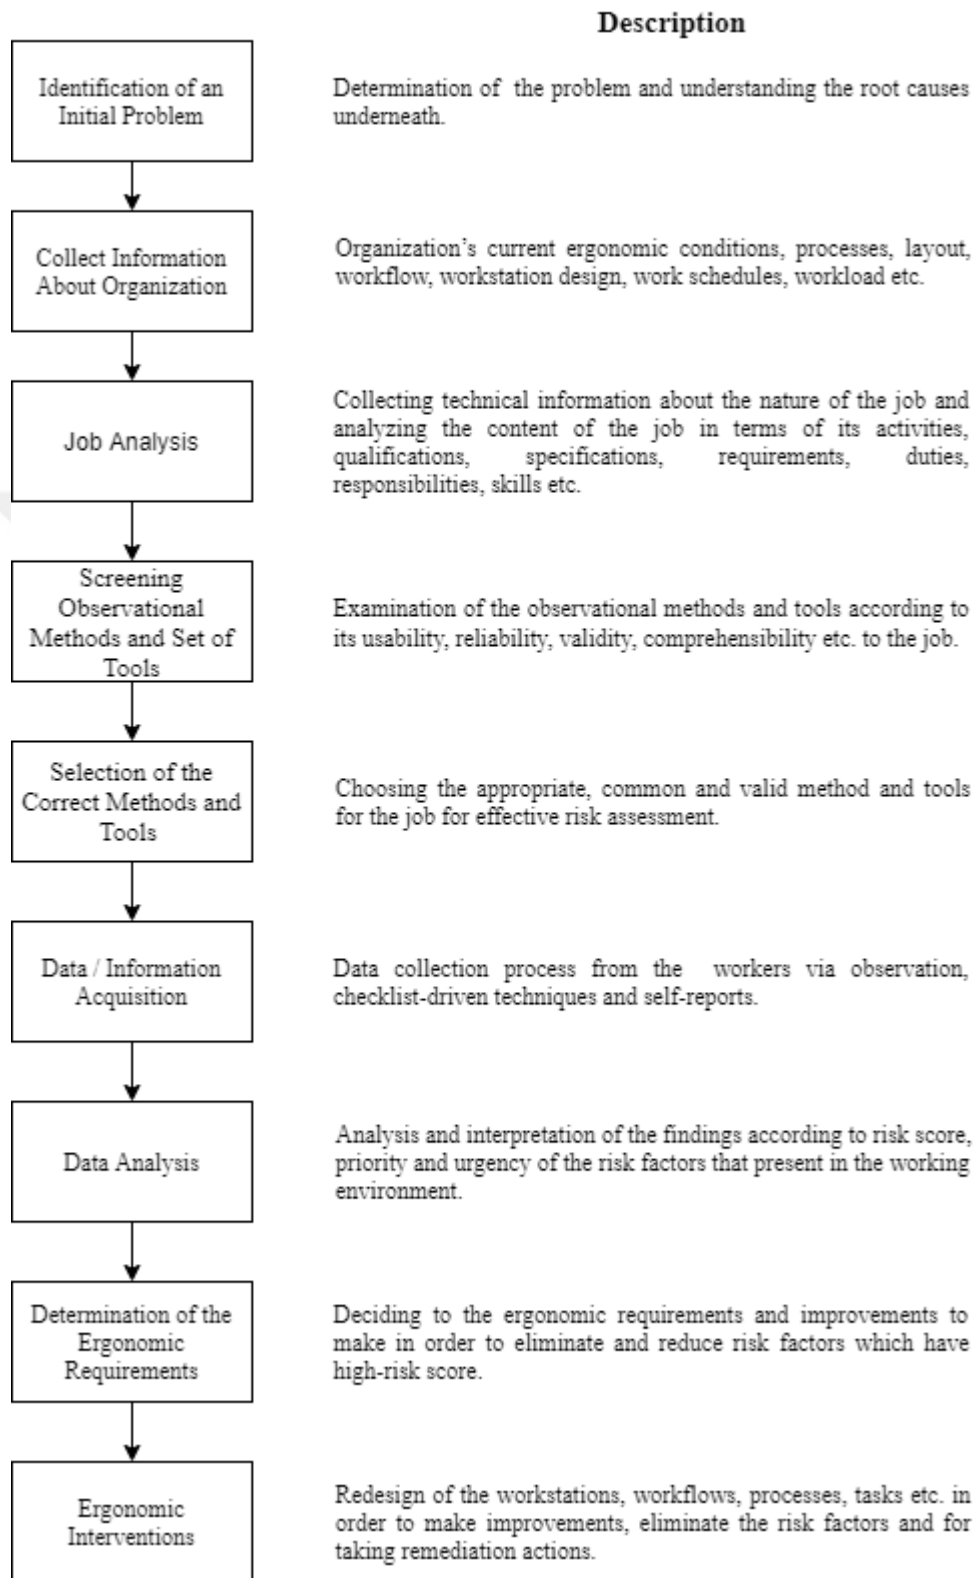 Description
Identification of an
Initial Problem
Determination of the problem and understanding the root causes
underneath.
Collect Information
About Organization
Organization's current ergonomic conditions, processes, layout,
workflow, workstation design, work schedules, workload etc.
Job Analysis
Collecting technical information about the nature of the job and
analyzing the content of the job in terms of its activities,
qualifications, specifications, requirements, duties,
responsibilities, skills etc.
Screening
Observational
Methods and Set of
Tools
Examination of the observational methods and tools according to
its usability, reliability, validity, comprehensibility etc. to the job.
Selection of the
Correct Methods and
Tools
Choosing the appropriate, common and valid method and tools
for the job for effective risk assessment.
Data / Information
Acquisition
Data collection process from the workers via observation,
checklist-driven techniques and self-reports.
Data Analysis
Analysis and interpretation of the findings according to risk score,
priority and urgency of the risk factors that present in the working
environment.
Determination of the
Ergonomic
Requirements
Deciding to the ergonomic requirements and improvements to
make in order to eliminate and reduce risk factors which have
high-risk score.
Ergonomic
Interventions
Redesign of the workstations, workflows, processes, tasks etc. in
order to make improvements, eliminate the risk factors and for
taking remediation actions.